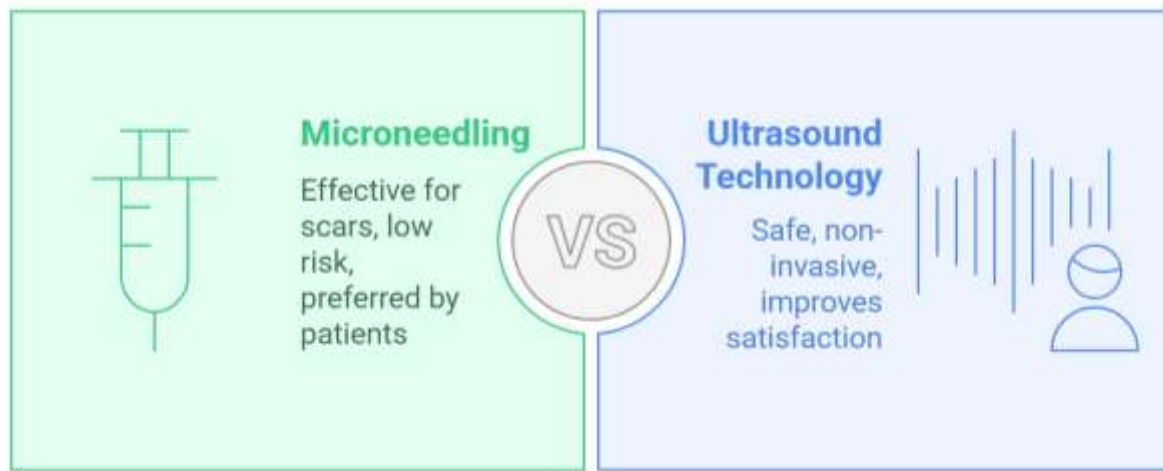 Microneedling
Effective for
scars, low
risk,
preferred by
patients
VS
Ultrasound
Technology
Safe, non-
invasive,
improves
satisfaction